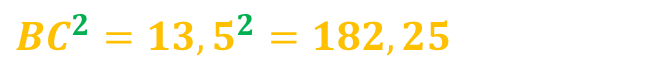 BC² = 13,5² = 182,25